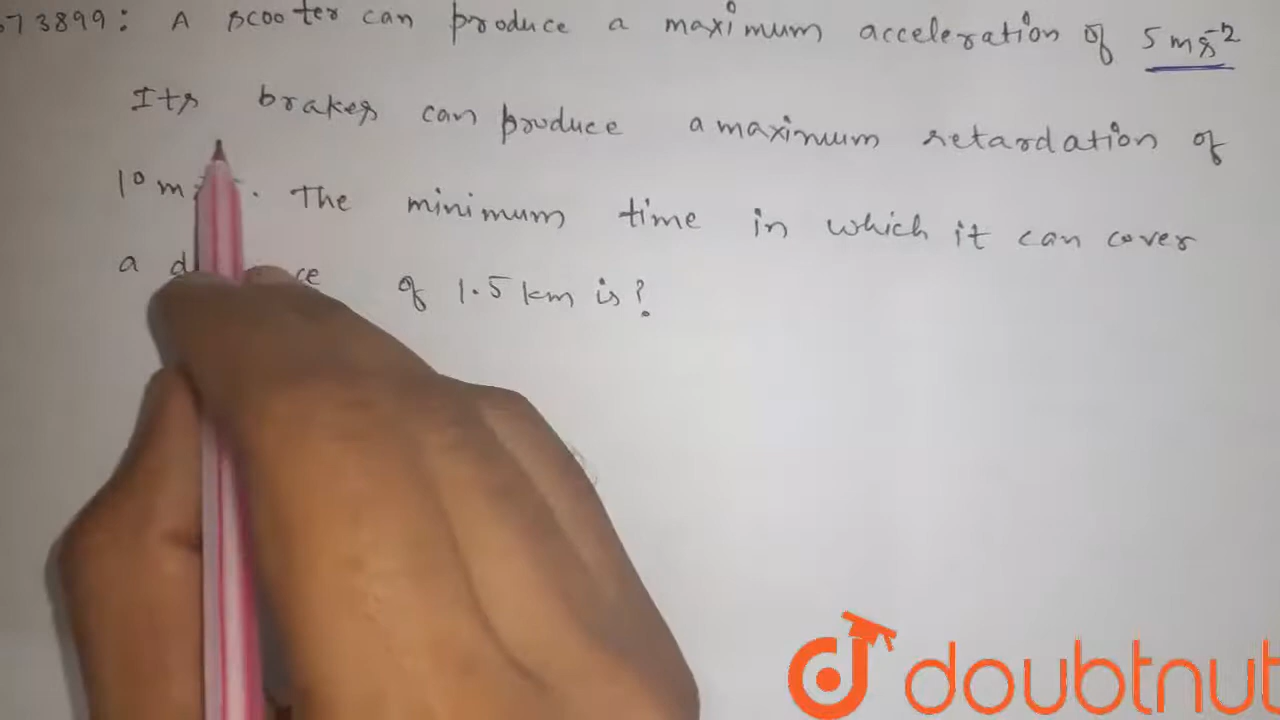 573899: A scooter can produce a maximum acceleration of 5 ms⁻²
Its brakes can produce a maximum retardation of
10 m . The minimum time in which it can cover
a of 1.5 km is?
doubtnut